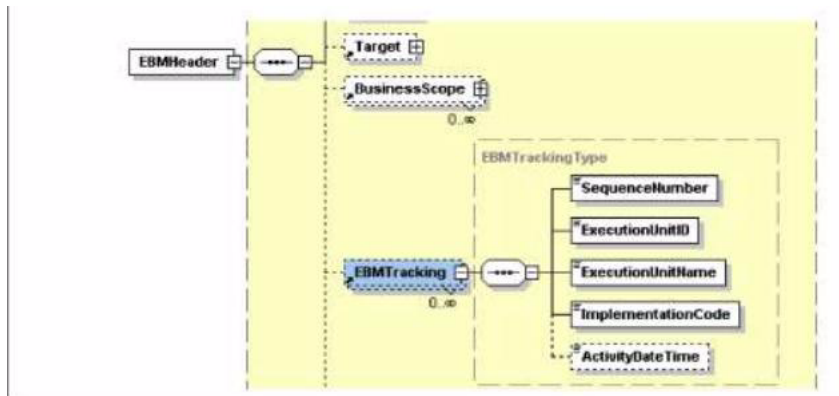 Target
EBMHeader
BusinessScope
0..∞
EBMTrackingType
SequenceNumber
ExecutionUnitID
EBMTracking
ExecutionUnitName
0..∞
ImplementationCode
ActivityDateTime